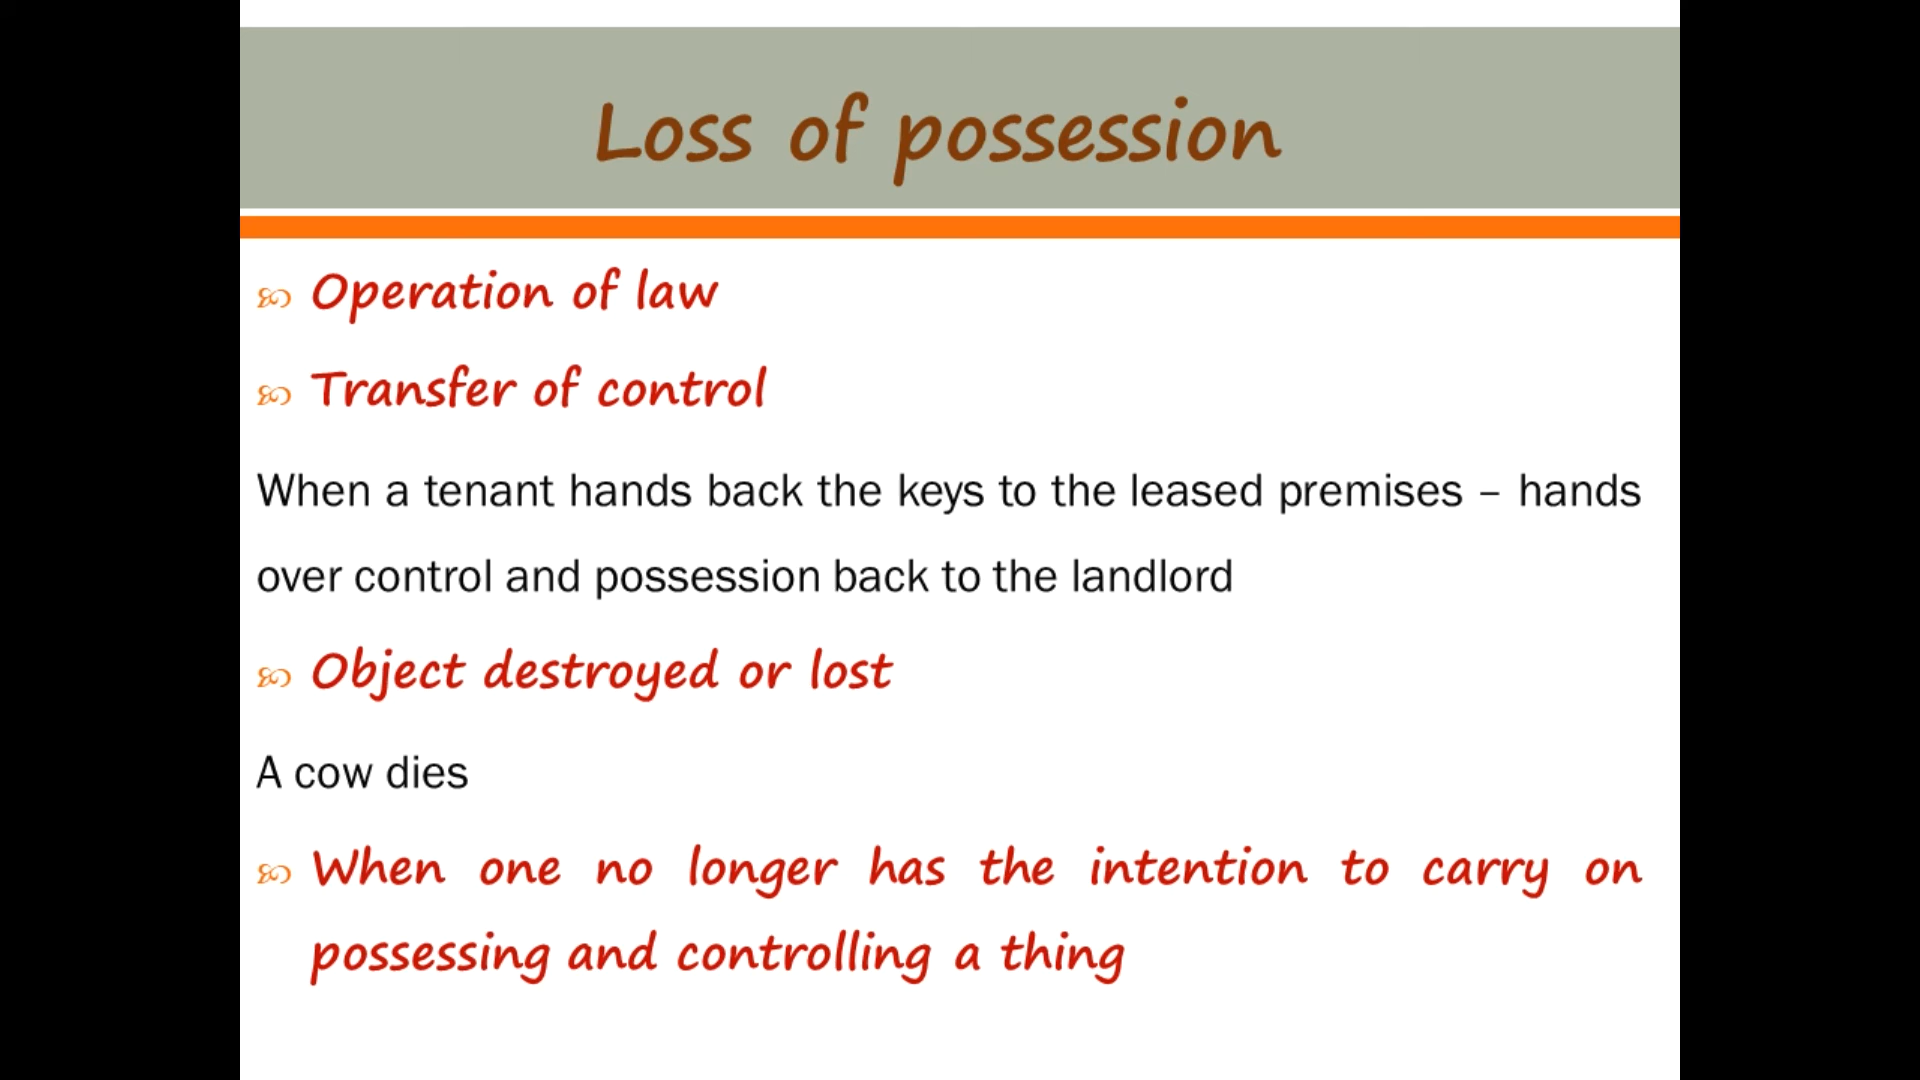 Loss of possession
Operation of law
Transfer of control
When a tenant hands back the keys to the leased premises – hands
over control and possession back to the landlord
Object destroyed or lost
A cow dies
When one no longer has the intention to carry on
possessing and controlling a thing